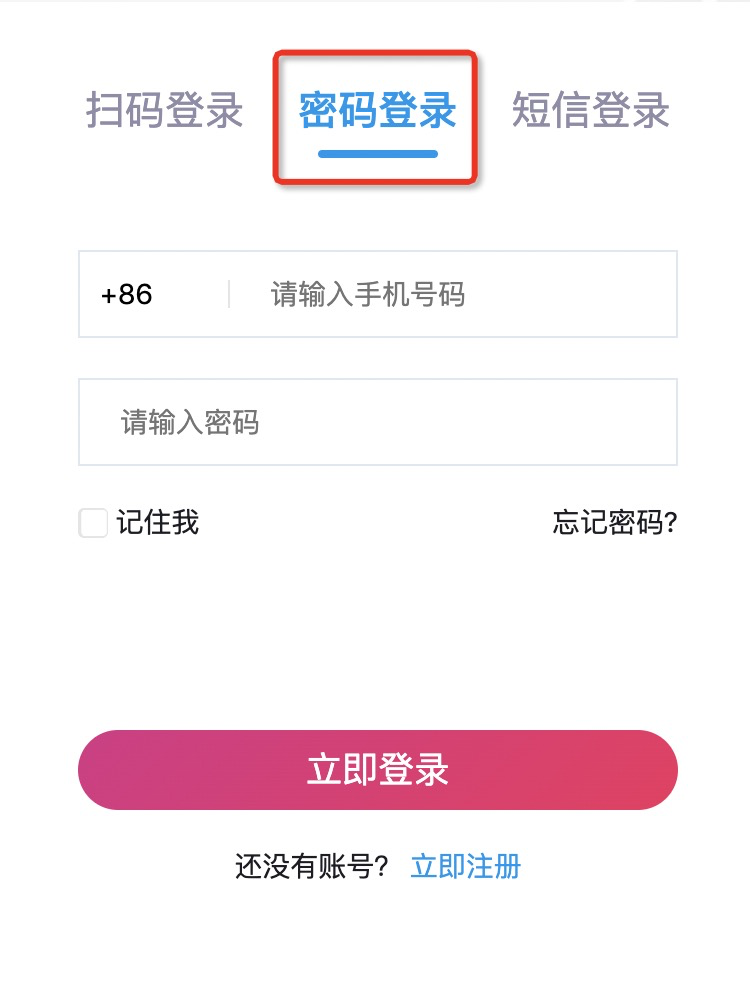 扫码登录 密码登录 短信登录
+86 请输入手机号码
请输入密码
记住我 忘记密码?
立即登录
还没有账号? 立即注册